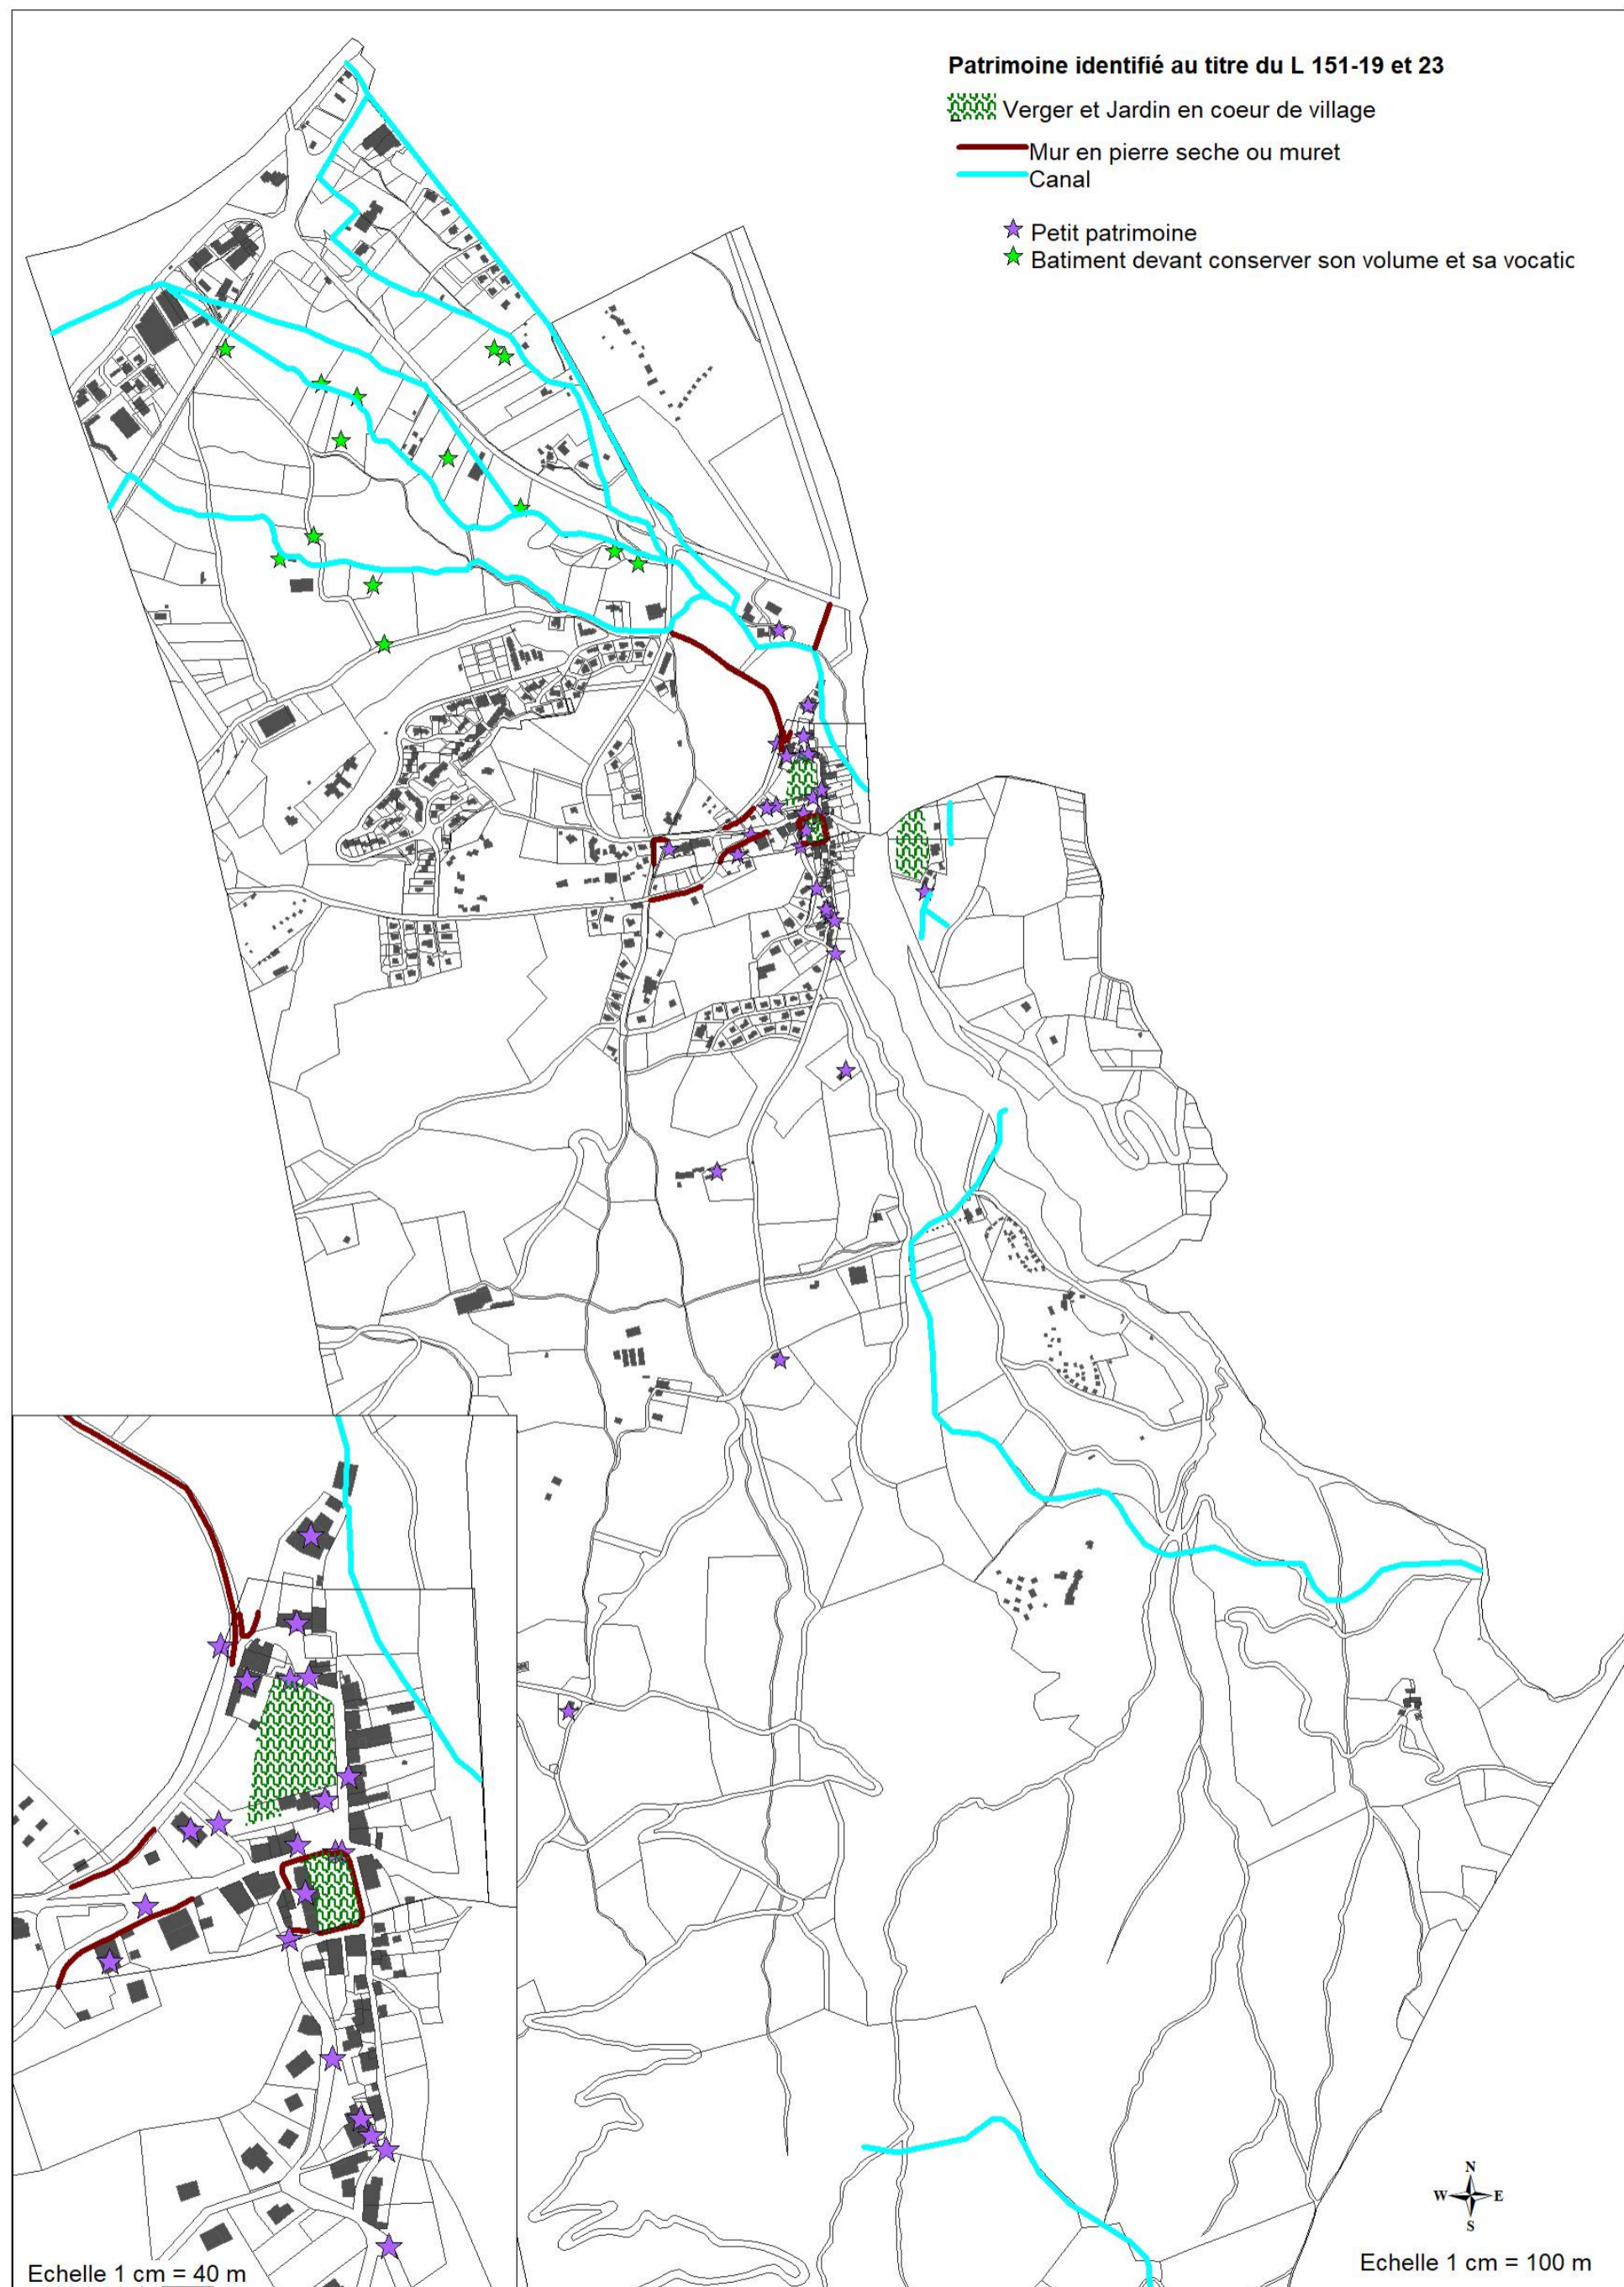 Patrimoine identifié au titre du L 151-19 et 23
Verger et Jardin en coeur de village
Mur en pierre seche ou muret
Canal
Petit patrimoine
Batiment devant conserver son volume et sa vocatic
N
W E
S
Echelle 1 cm = 40 m
Echelle 1 cm = 100 m